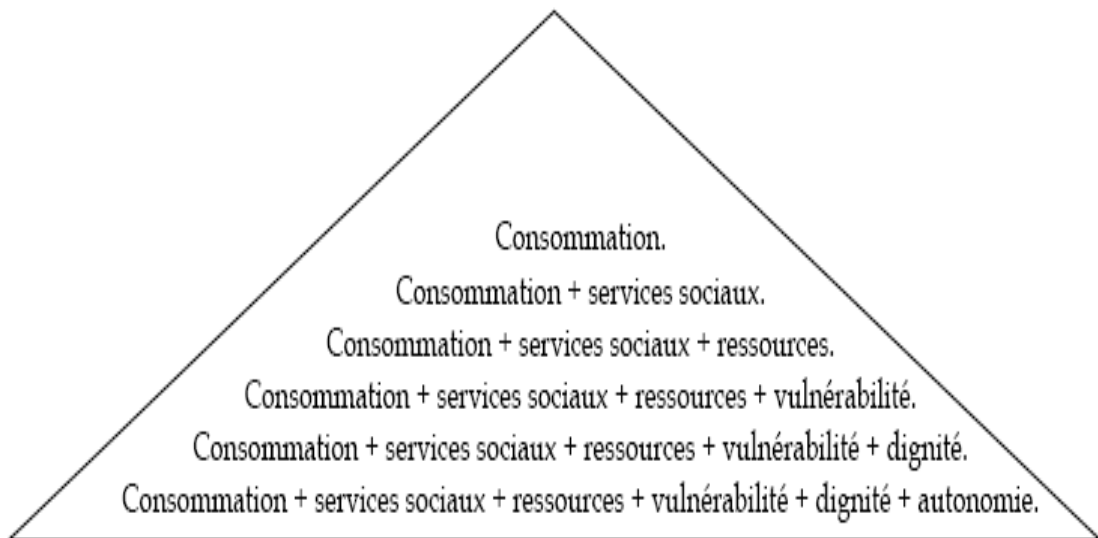 Consommation.
Consommation + services sociaux.
Consommation + services sociaux + ressources.
Consommation + services sociaux + ressources + vulnérabilité.
Consommation + services sociaux + ressources + vulnérabilité + dignité.
Consommation + services sociaux + ressources + vulnérabilité + dignité + autonomie.